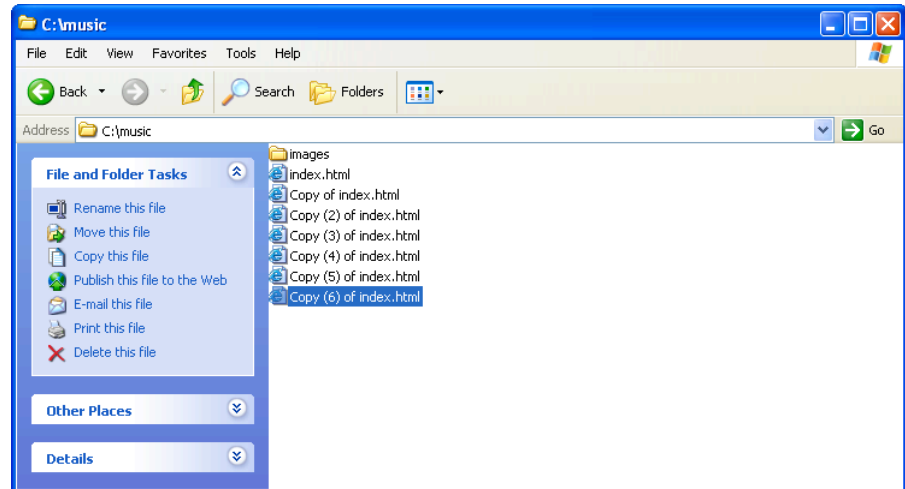 C:\music
File Edit View Favorites Tools Help
Back Search Folders
Address C:\music Go
File and Folder Tasks
Rename this file
Move this file
Copy this file
Publish this file to the Web
E-mail this file
Print this file
Delete this file
Other Places
Details
images
index.html
Copy of index.html
Copy (2) of index.html
Copy (3) of index.html
Copy (4) of index.html
Copy (5) of index.html
Copy (6) of index.html